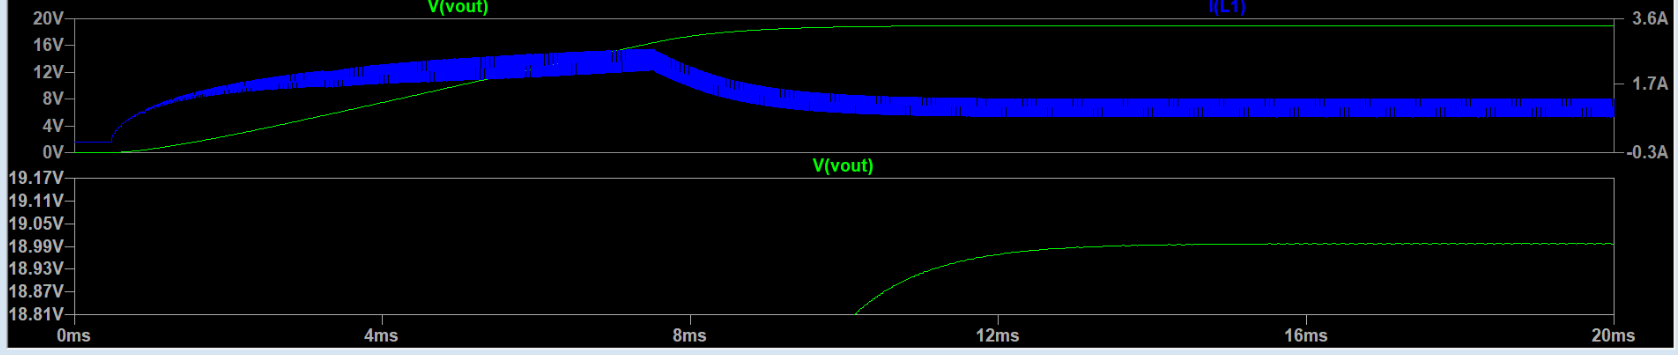 V(vout) I(L1)
20V 3.6A
16V
12V 1.7A
8V
4V
0V -0.3A
V(vout)
19.17V
19.11V
19.05V
18.99V
18.93V
18.87V
18.81V
0ms 4ms 8ms 12ms 16ms 20ms